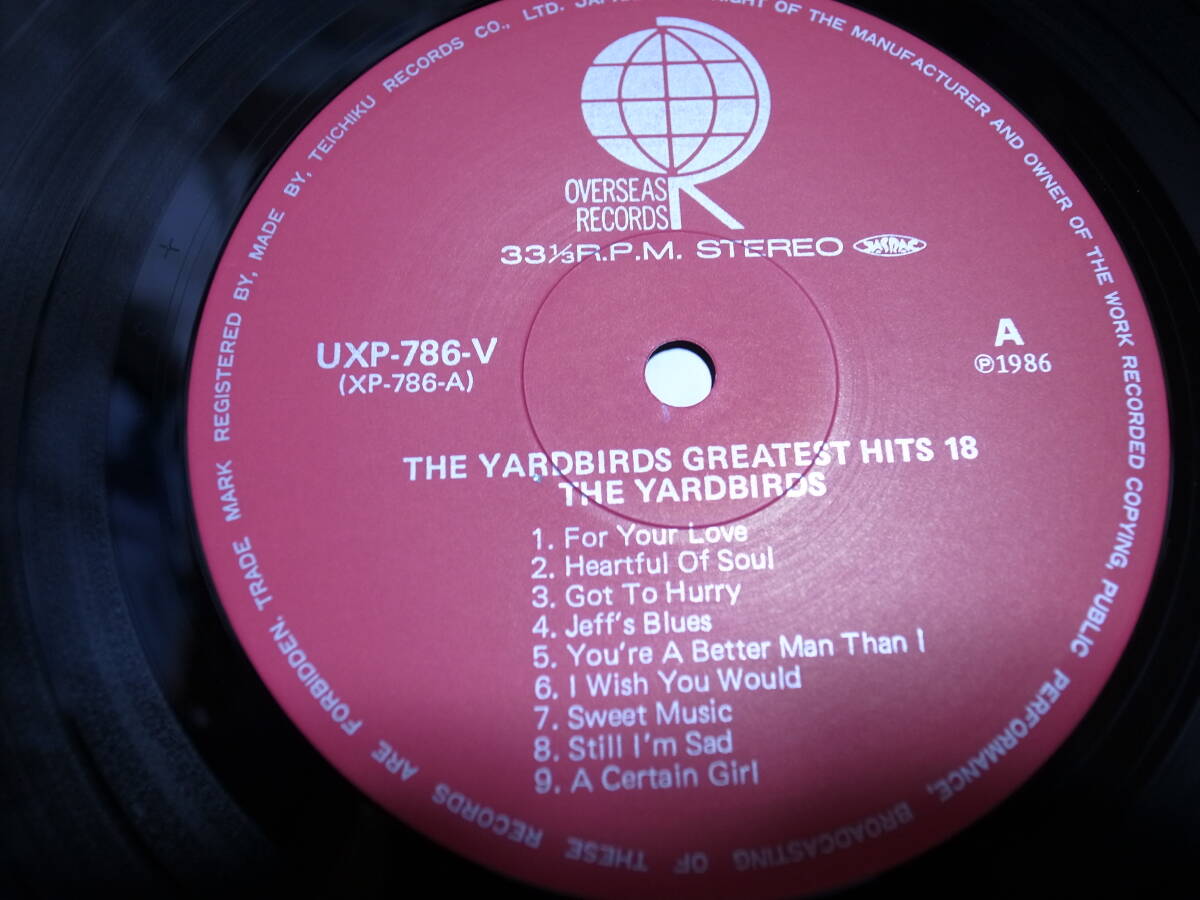 OVERSEAS
RECORDS
33⅓R.P.M. STEREO JASRAC
UXP-786-V
(XP-786-A)
A
Ⓟ1986
THE YARDBIRDS GREATEST HITS 18
THE YARDBIRDS
1. For Your Love
2. Heartful Of Soul
3. Got To Hurry
4. Jeff's Blues
5. You're A Better Man Than I
6. I Wish You Would
7. Sweet Music
8. Still I'm Sad
9. A Certain Girl
TRADE MARK REGISTERED BY, MADE BY, TEICHIKU RECORDS CO., LTD. OF THE MANUFACTURER AND OWNER OF THE WORK RECORDED COPYING, PUBLIC PERFORMANCE, BROADCASTING OF THESE RECORDS ARE FORBIDDEN,